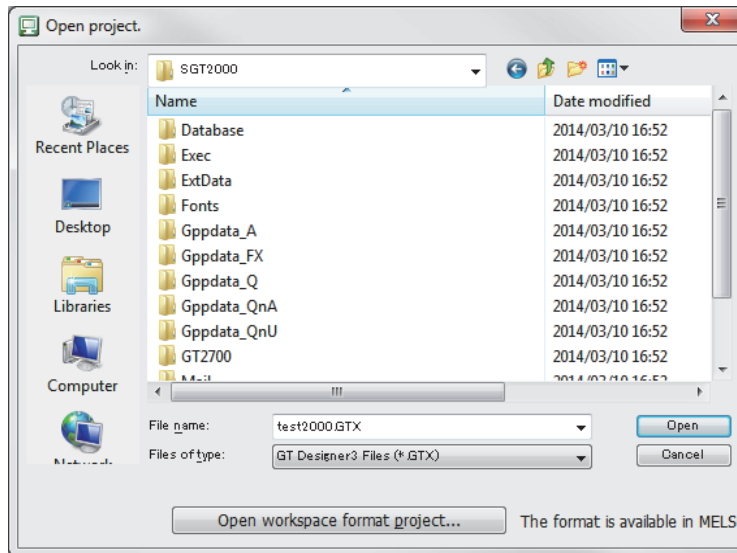 Open project.
Look in:
SGT2000
Name
Date modified
Recent Places
Desktop
Libraries
Computer
Database 2014/03/10 16:52
Exec 2014/03/10 16:52
ExtData 2014/03/10 16:52
Fonts 2014/03/10 16:52
Gppdata_A 2014/03/10 16:52
Gppdata_FX 2014/03/10 16:52
Gppdata_Q 2014/03/10 16:52
Gppdata_QnA 2014/03/10 16:52
Gppdata_QnU 2014/03/10 16:52
GT2700 2014/03/10 16:52
File name: test2000.GTX Open
Files of type: GT Designer3 Files (*.GTX) Cancel
Open workspace format project... The format is available in MELS